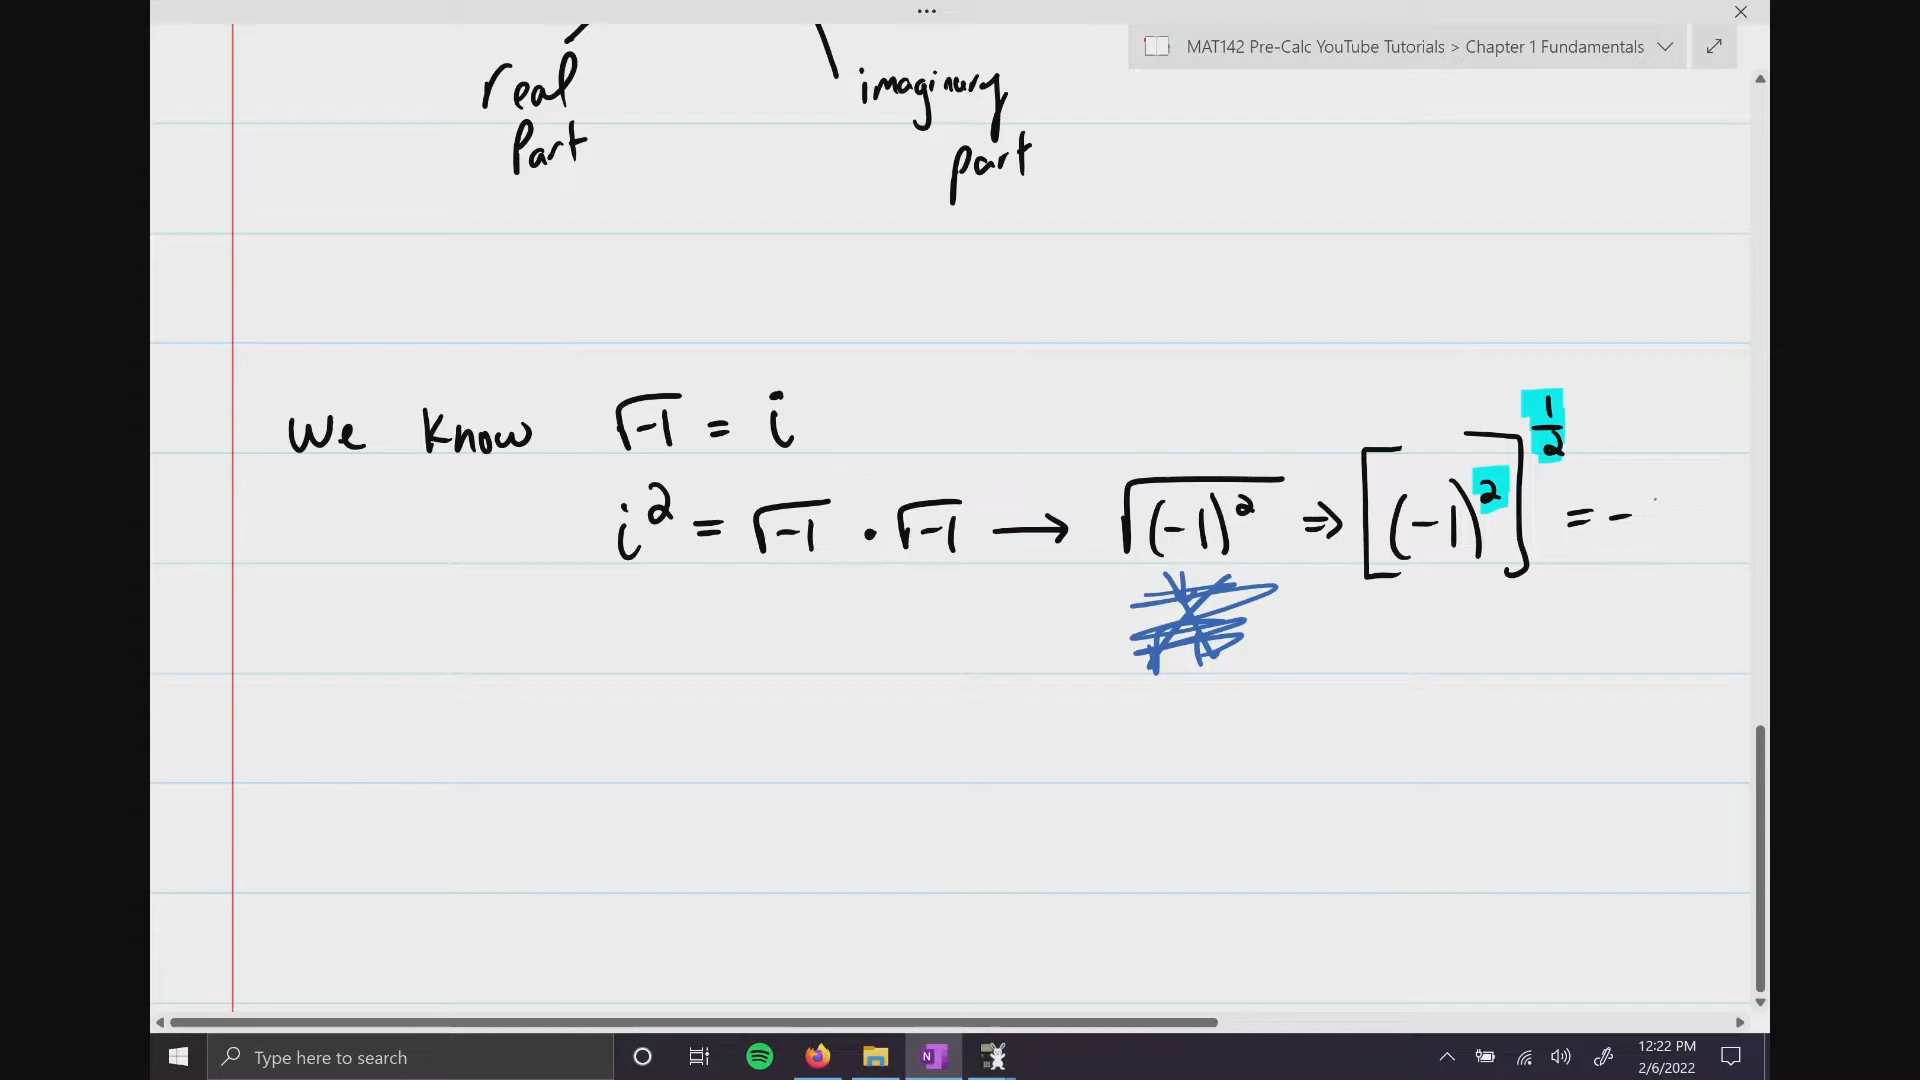 ...
MAT142 Pre-Calc YouTube Tutorials > Chapter 1 Fundamentals
real
Part
imaginary
part
We know √-1 = i
i² = √-1 · √-1 → √(-1)² ⇒ [(-1)²]^(1/2) = -
Type here to search
N
12:22 PM
2/6/2022